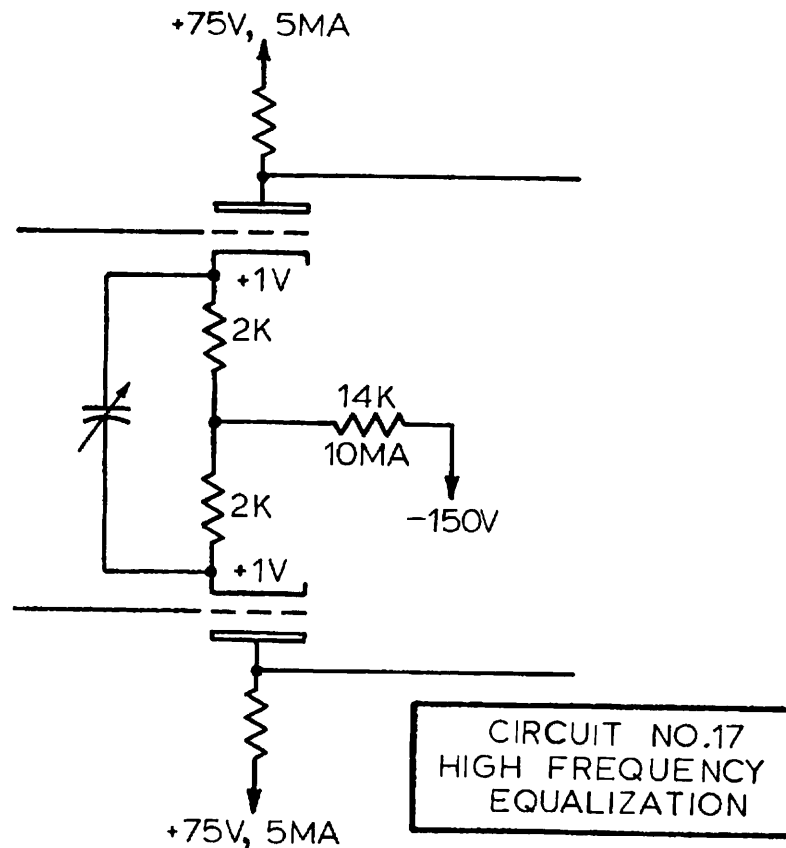 +75V, 5MA
+1V
2K
14K
10MA
-150V
2K
+1V
CIRCUIT NO.17
HIGH FREQUENCY
EQUALIZATION
+75V, 5MA